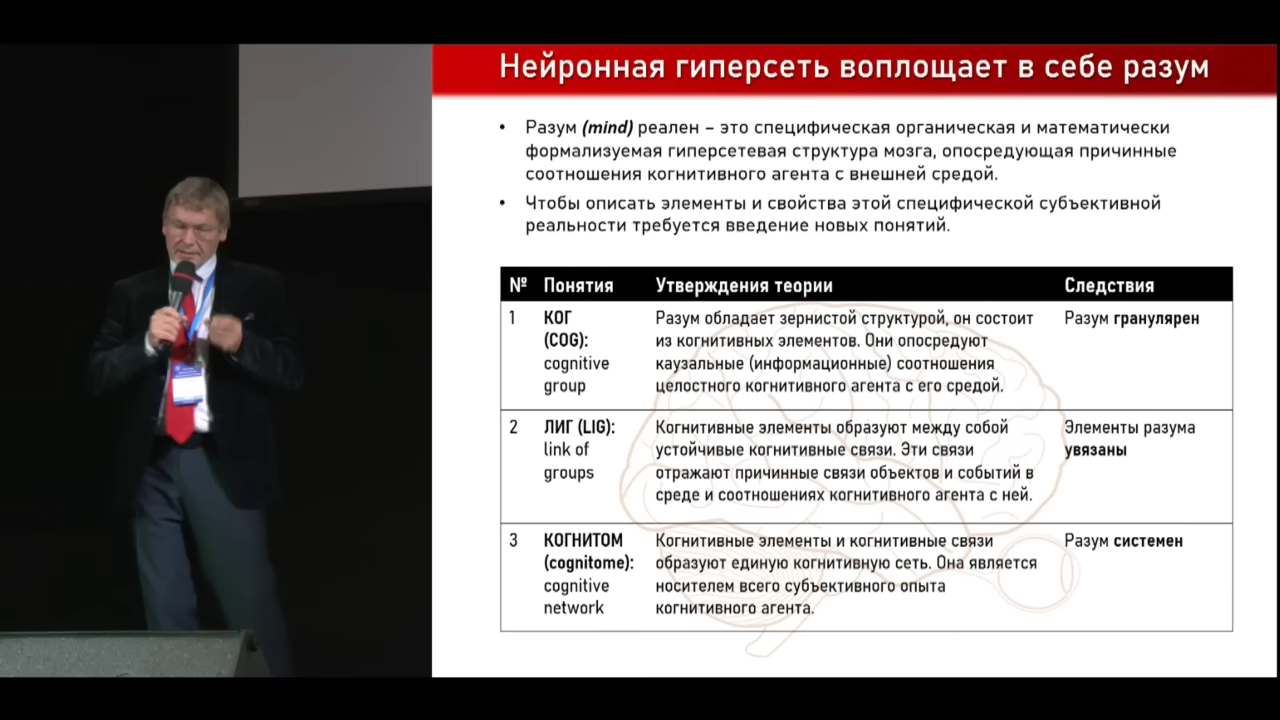 Нейронная гиперсеть воплощает в себе разум
• Разум (mind) реален – это специфическая органическая и математически
формализуемая гиперсетевая структура мозга, опосредующая причинные
соотношения когнитивного агента с внешней средой.
• Чтобы описать элементы и свойства этой специфической субъективной
реальности требуется введение новых понятий.
№ Понятия Утверждения теории Следствия
1 КОГ
(COG):
cognitive
group
Разум обладает зернистой структурой, он состоит
из когнитивных элементов. Они опосредуют
каузальные (информационные) соотношения
целостного когнитивного агента с его средой.
Разум гранулярен
2 ЛИГ (LIG):
link of
groups
Когнитивные элементы образуют между собой
устойчивые когнитивные связи. Эти связи
отражают причинные связи объектов и событий в
среде и соотношениях когнитивного агента с ней.
Элементы разума
увязаны
3 КОГНИТОМ
(cognitome):
cognitive
network
Когнитивные элементы и когнитивные связи
образуют единую когнитивную сеть. Она является
носителем всего субъективного опыта
когнитивного агента.
Разум системен